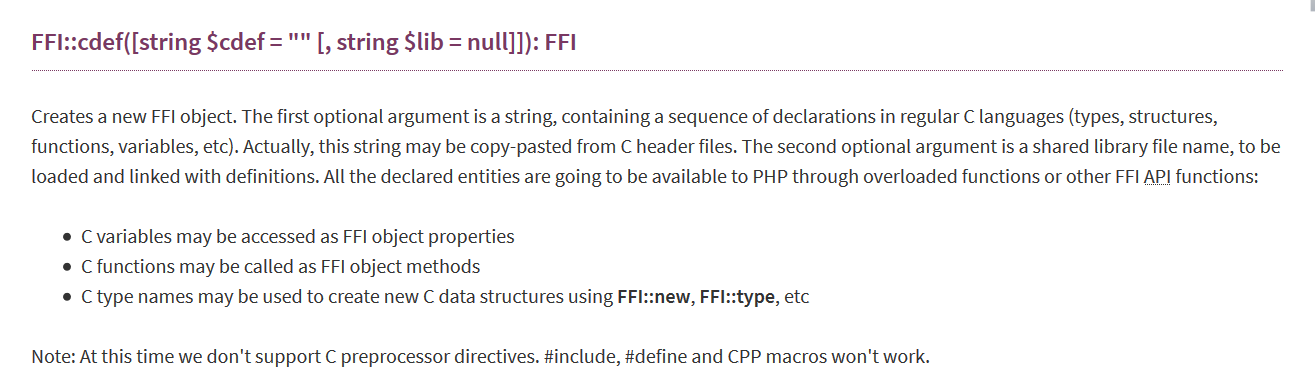 FFI::cdef([string $cdef = "" [, string $lib = null]]): FFI
Creates a new FFI object. The first optional argument is a string, containing a sequence of declarations in regular C languages (types, structures,
functions, variables, etc). Actually, this string may be copy-pasted from C header files. The second optional argument is a shared library file name, to be
loaded and linked with definitions. All the declared entities are going to be available to PHP through overloaded functions or other FFI API functions:
• C variables may be accessed as FFI object properties
• C functions may be called as FFI object methods
• C type names may be used to create new C data structures using FFI::new, FFI::type, etc
Note: At this time we don't support C preprocessor directives. #include, #define and CPP macros won't work.